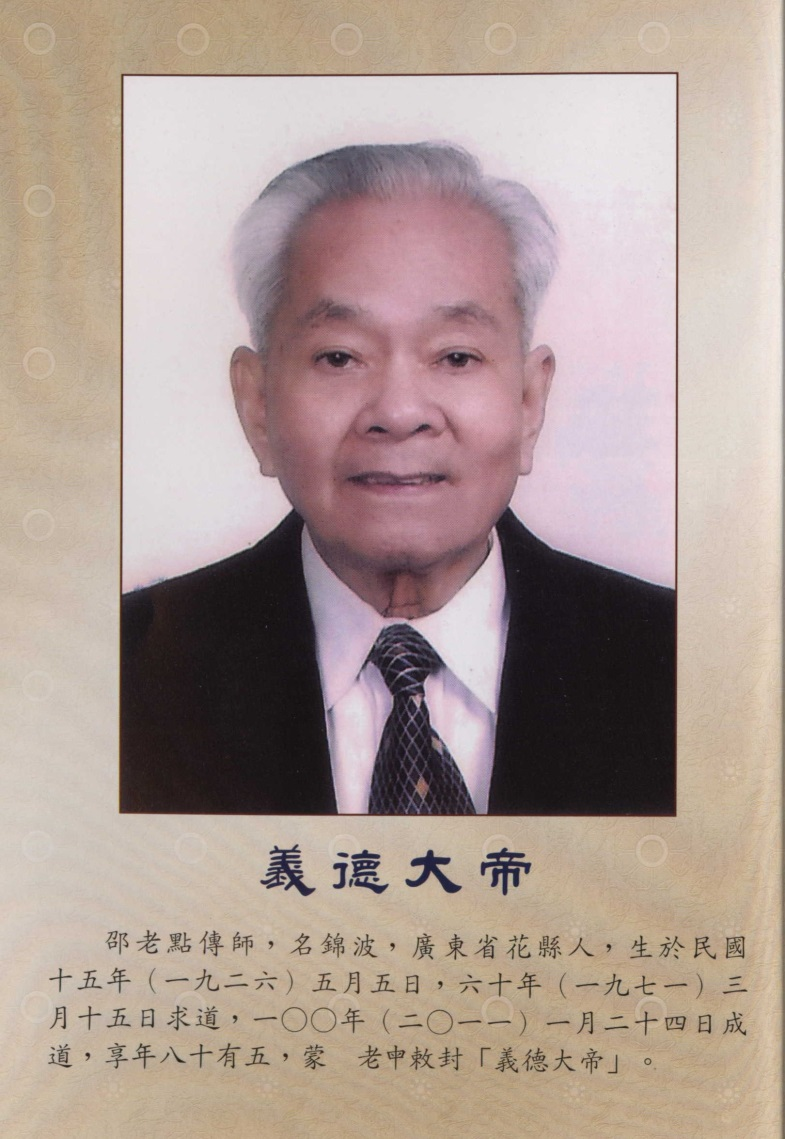 義德大帝
邵老點傳師，名錦波，廣東省花縣人，生於民國
十五年（一九二六）五月五日，六十年（一九七一）三
月十五日求道，一〇〇年（二〇一一）一月二十四日成
道，享年八十有五，蒙　老申敕封「義德大帝」。